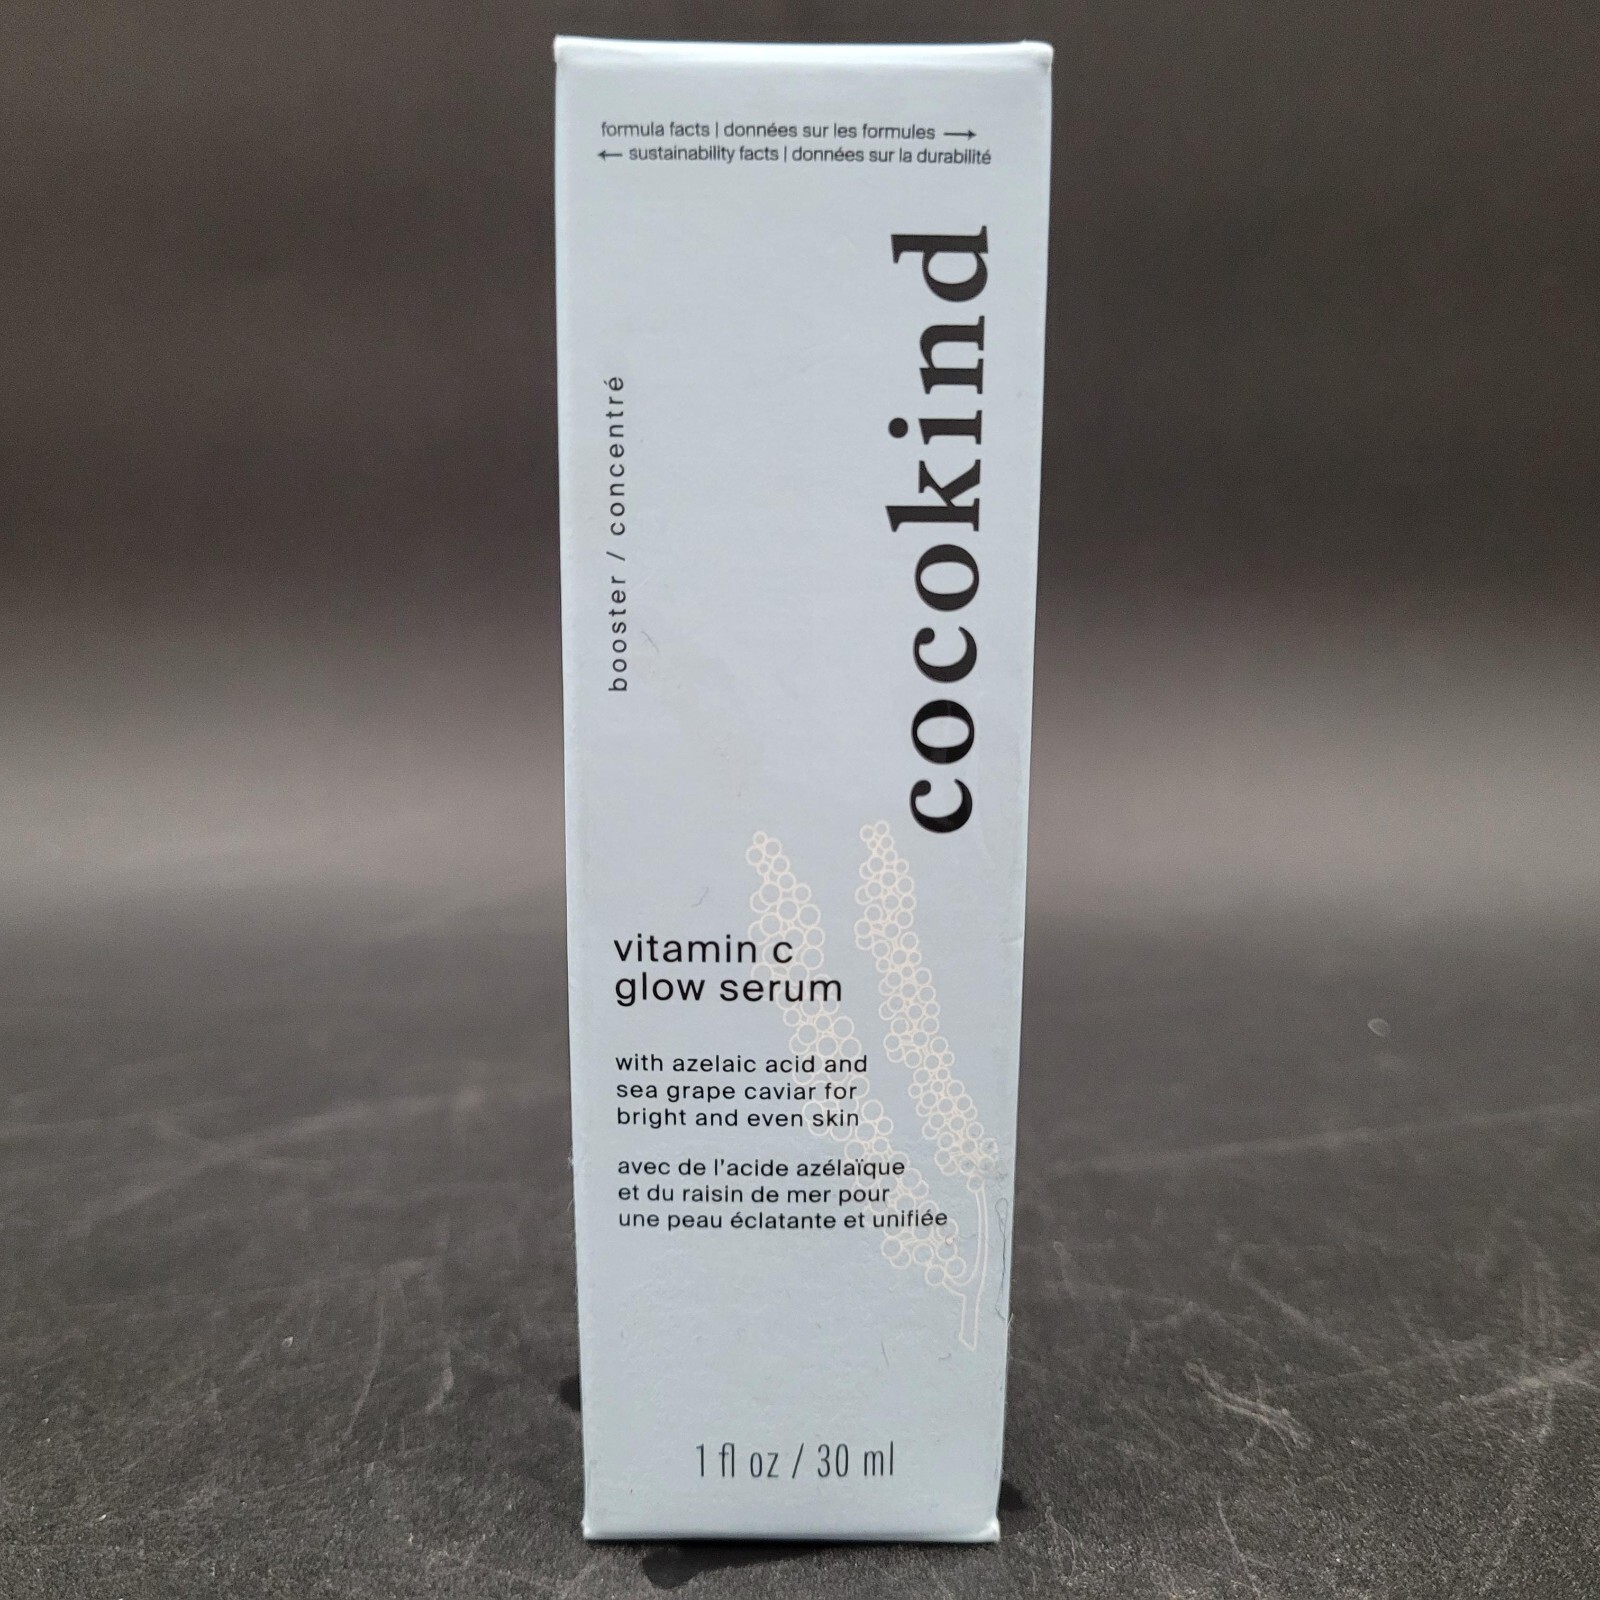 formula facts | données sur les formules →
← sustainability facts | données sur la durabilité
cocokind
booster / concentré
vitamin c
glow serum
with azelaic acid and
sea grape caviar for
bright and even skin
avec de l'acide azélaïque
et du raisin de mer pour
une peau éclatante et unifiée
1 fl oz / 30 ml